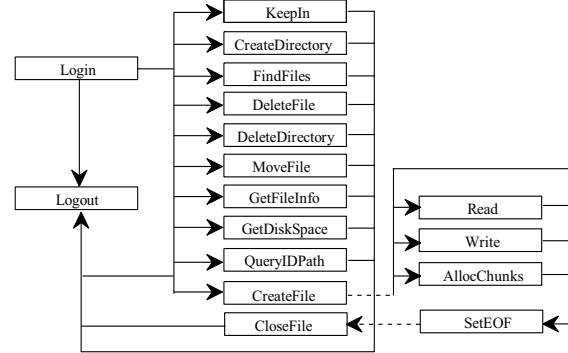 KeepIn
CreateDirectory
Login
FindFiles
DeleteFile
DeleteDirectory
MoveFile
Logout
GetFileInfo
Read
GetDiskSpace
Write
QueryIDPath
AllocChunks
CreateFile
CloseFile
SetEOF